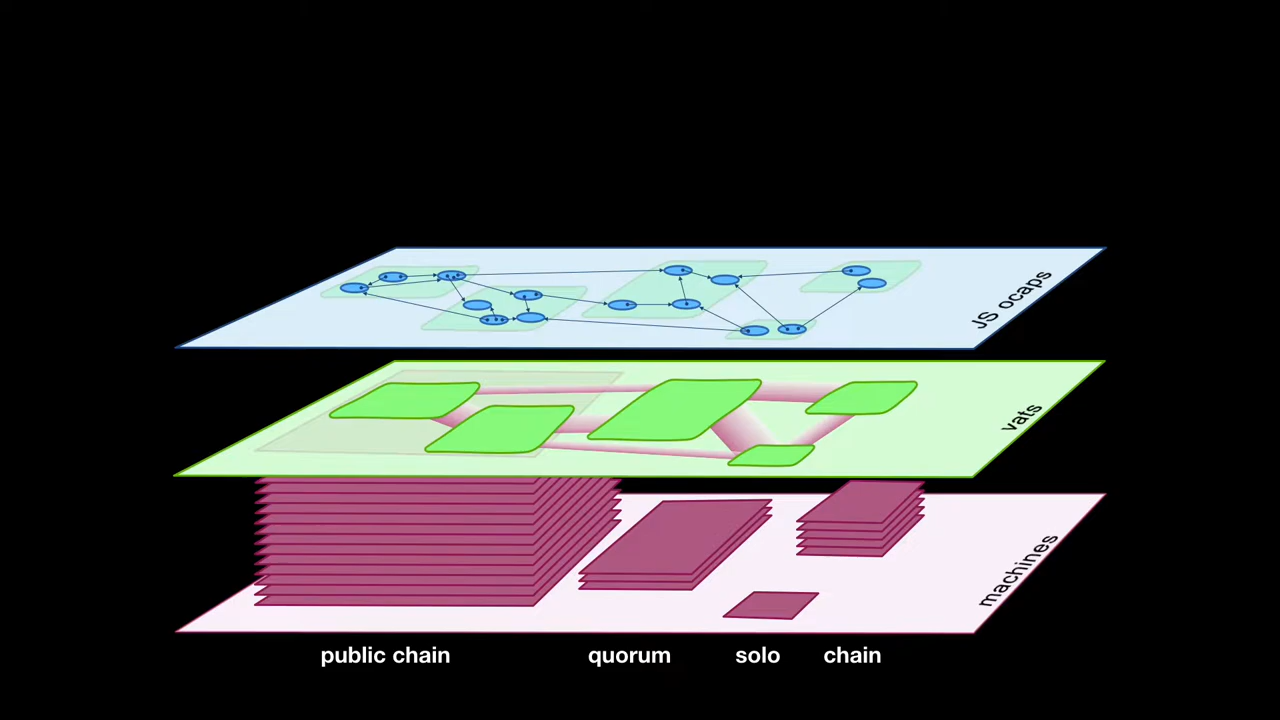 JS ocaps
vats
machines
public chain
quorum
solo
chain